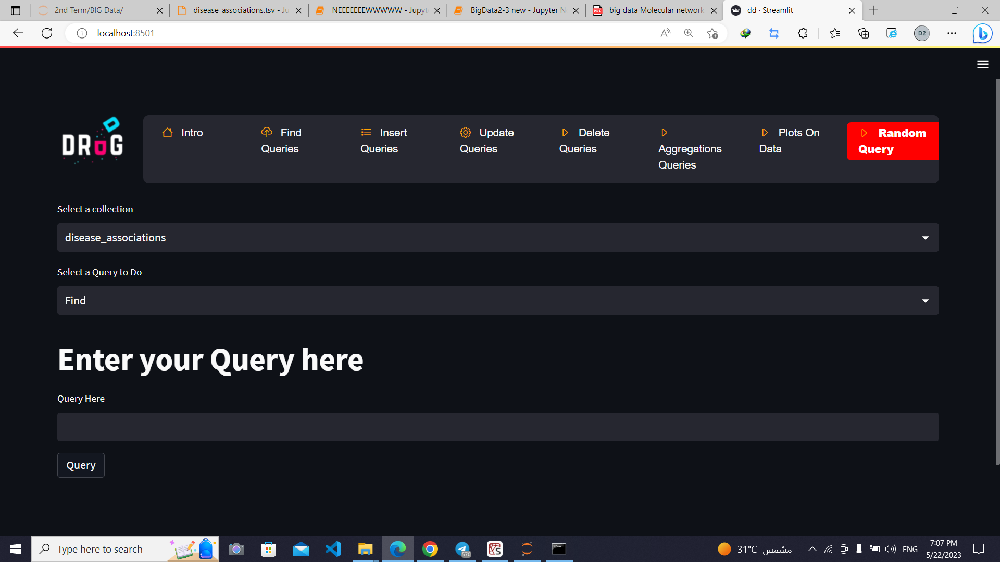 2nd Term/BIG Data/
disease_associations.tsv - Ju
NEEEEEEEWWWWW - Jupyt
BigData2-3 new - Jupyter N
big data Molecular network
dd · Streamlit
localhost:8501
D2
DRUG
Intro
Find Queries
Insert Queries
Update Queries
Delete Queries
Aggregations Queries
Plots On Data
Random Query
Select a collection
disease_associations
Select a Query to Do
Find
Enter your Query here
Query Here
Query
Type here to search
570
31°C مشمس
ENG
7:07 PM
5/22/2023